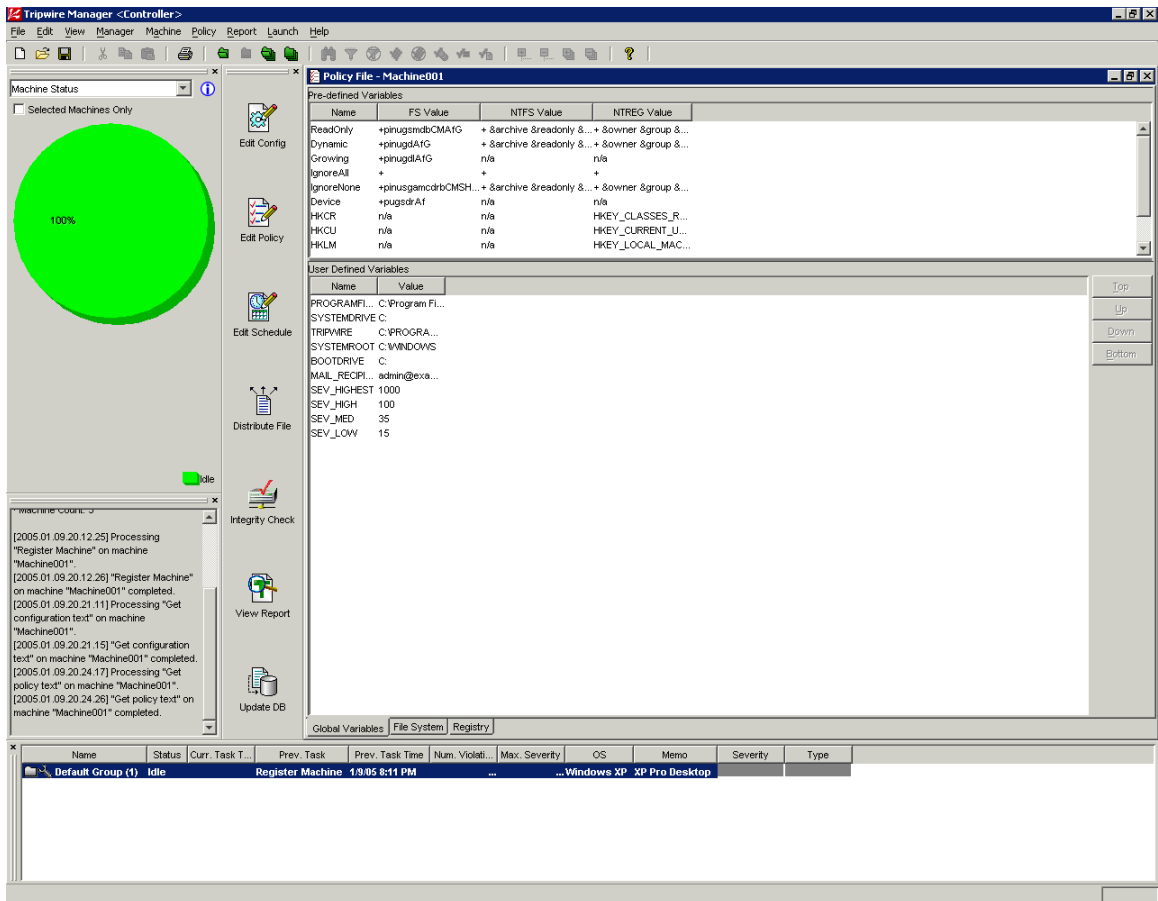 Tripwire Manager <Controller>
File Edit View Manager Machine Policy Report Launch Help
Machine Status
Selected Machines Only
100%
Idle
* Machine Count: 3
[2005.01.09.20.12.25] Processing
"Register Machine" on machine
"Machine001".
[2005.01.09.20.12.26] "Register Machine"
on machine "Machine001" completed.
[2005.01.09.20.21.11] Processing "Get
configuration text" on machine
"Machine001".
[2005.01.09.20.21.15] "Get configuration
text" on machine "Machine001" completed.
[2005.01.09.20.24.17] Processing "Get
policy text" on machine "Machine001".
[2005.01.09.20.24.26] "Get policy text" on
machine "Machine001" completed.
Edit Config
Edit Policy
Edit Schedule
Distribute File
Integrity Check
View Report
Update DB
Policy File - Machine001
Pre-defined Variables
Name FS Value NTFS Value NTREG Value
ReadOnly +pinugsmdbCMAfG + &archive &readonly &... + &owner &group &...
Dynamic +pinugdAfG + &archive &readonly &... + &owner &group &...
Growing +pinugdlAfG n/a n/a
IgnoreAll + + +
IgnoreNone +pinusgamcdrbCMSH... + &archive &readonly &... + &owner &group &...
Device +pugsdrAf n/a n/a
HKCR n/a n/a HKEY_CLASSES_R...
HKCU n/a n/a HKEY_CURRENT_U...
HKLM n/a n/a HKEY_LOCAL_MAC...
User Defined Variables
Name Value
PROGRAMFI... C:\Program Fi...
SYSTEMDRIVE C:
TRIPWIRE C:\PROGRA...
SYSTEMROOT C:\WINDOWS
BOOTDRIVE C:
MAIL_RECIPI... admin@exa...
SEV_HIGHEST 1000
SEV_HIGH 100
SEV_MED 35
SEV_LOW 15
Top
Up
Down
Bottom
Global Variables File System Registry
Name Status Curr. Task T... Prev. Task Prev. Task Time Num. Violati... Max. Severity OS Memo Severity Type
Default Group (1) Idle Register Machine 1/9/05 8:11 PM ... ... Windows XP XP Pro Desktop